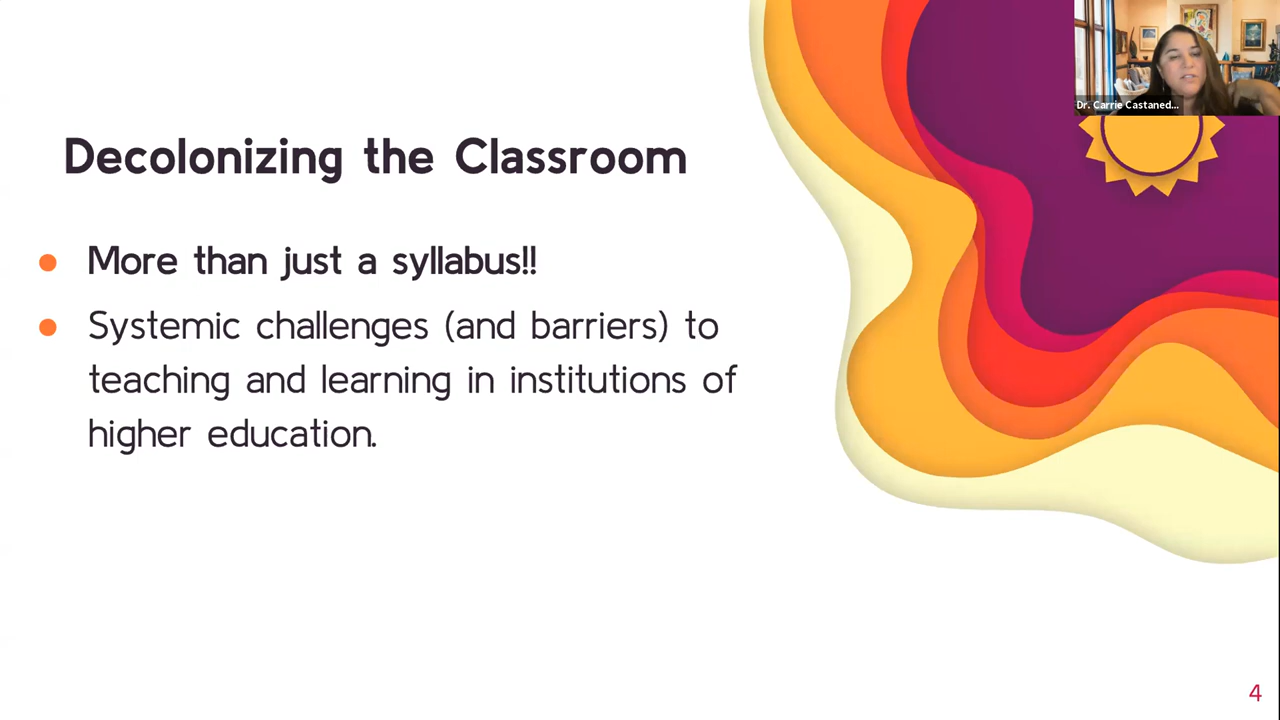 Dr. Carrie Castaned...
Decolonizing the Classroom
More than just a syllabus!!
Systemic challenges (and barriers) to
teaching and learning in institutions of
higher education.
4